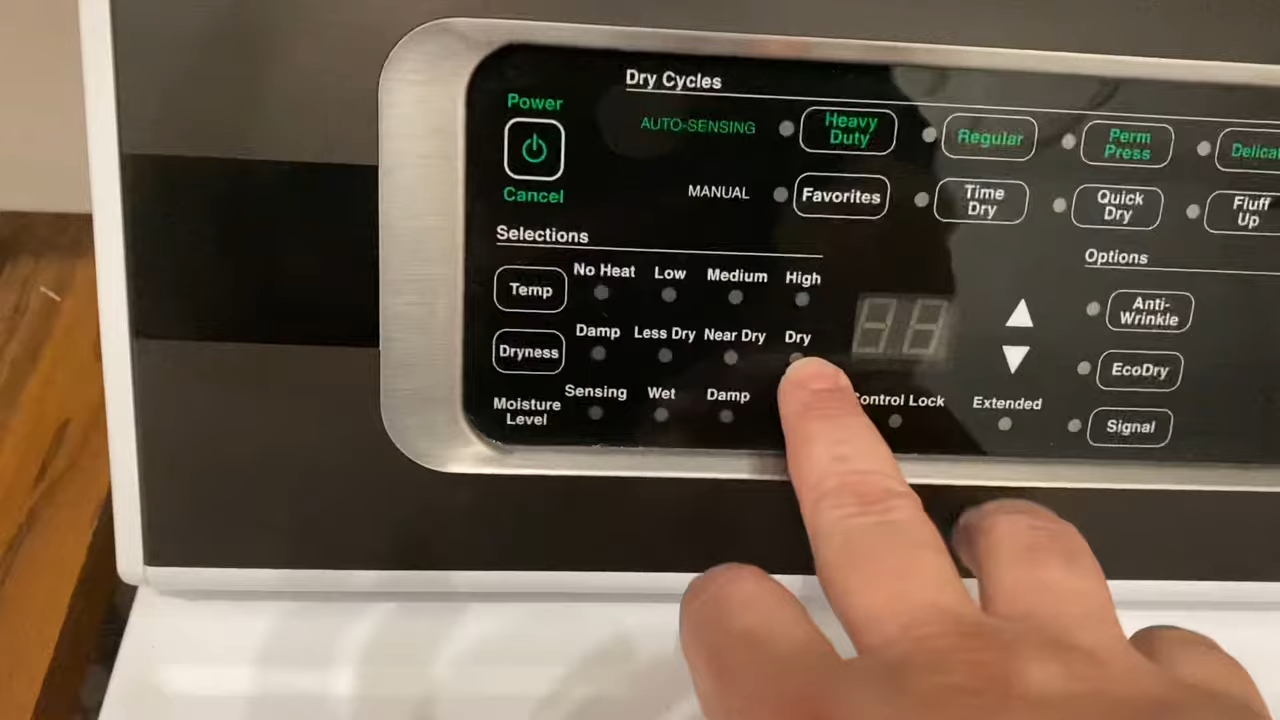 Dry Cycles
Power
Cancel
AUTO-SENSING
Heavy
Duty
Regular
Perm
Press
Delica
MANUAL
Favorites
Time
Dry
Quick
Dry
Fluff
Up
Selections
Temp
No Heat
Low
Medium
High
Dryness
Damp
Less Dry
Near Dry
Dry
Moisture
Level
Sensing
Wet
Damp
ontrol Lock
Extended
Options
Anti-
Wrinkle
EcoDry
Signal